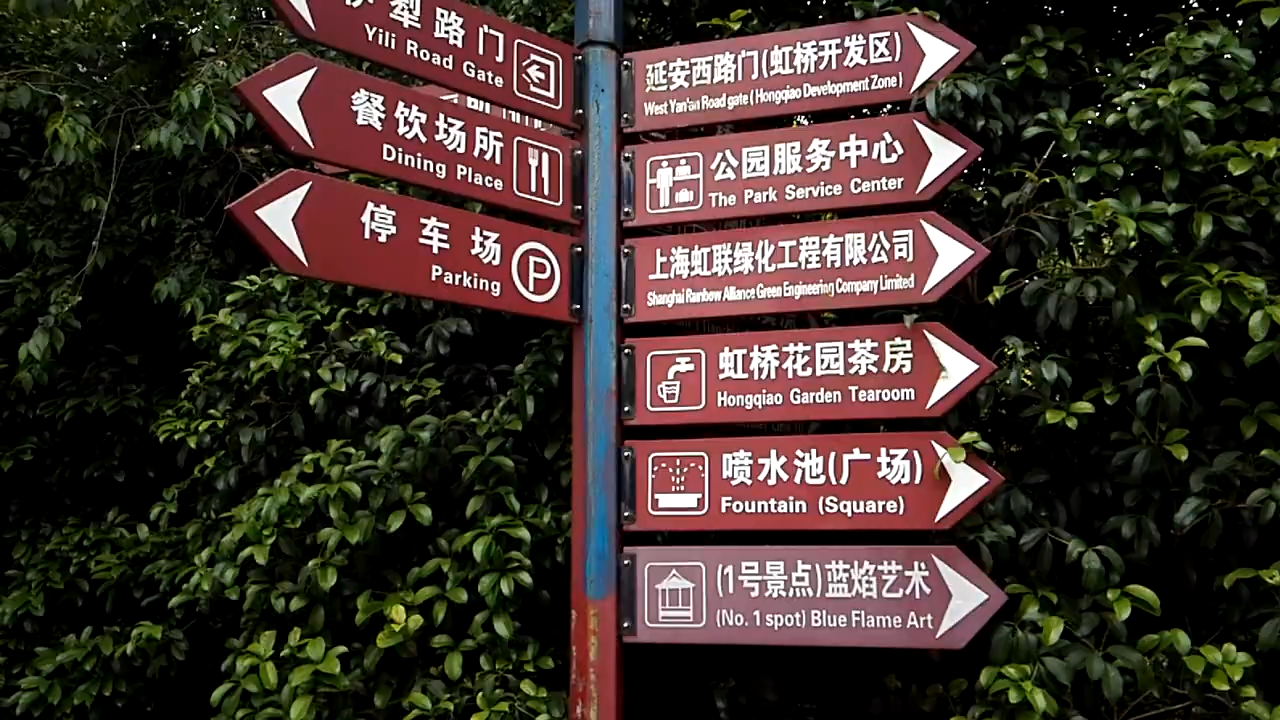 犁路门
Yili Road Gate
餐饮场所
Dining Place
停车场
Parking
P
延安西路门(虹桥开发区)
West Yan'an Road gate ( Hongqiao Development Zone )
公园服务中心
The Park Service Center
上海虹联绿化工程有限公司
Shanghai Rainbow Alliance Green Engineering Company Limited
虹桥花园茶房
Hongqiao Garden Tearoom
喷水池(广场)
Fountain (Square)
(1号景点)蓝焰艺术
(No. 1 spot) Blue Flame Art